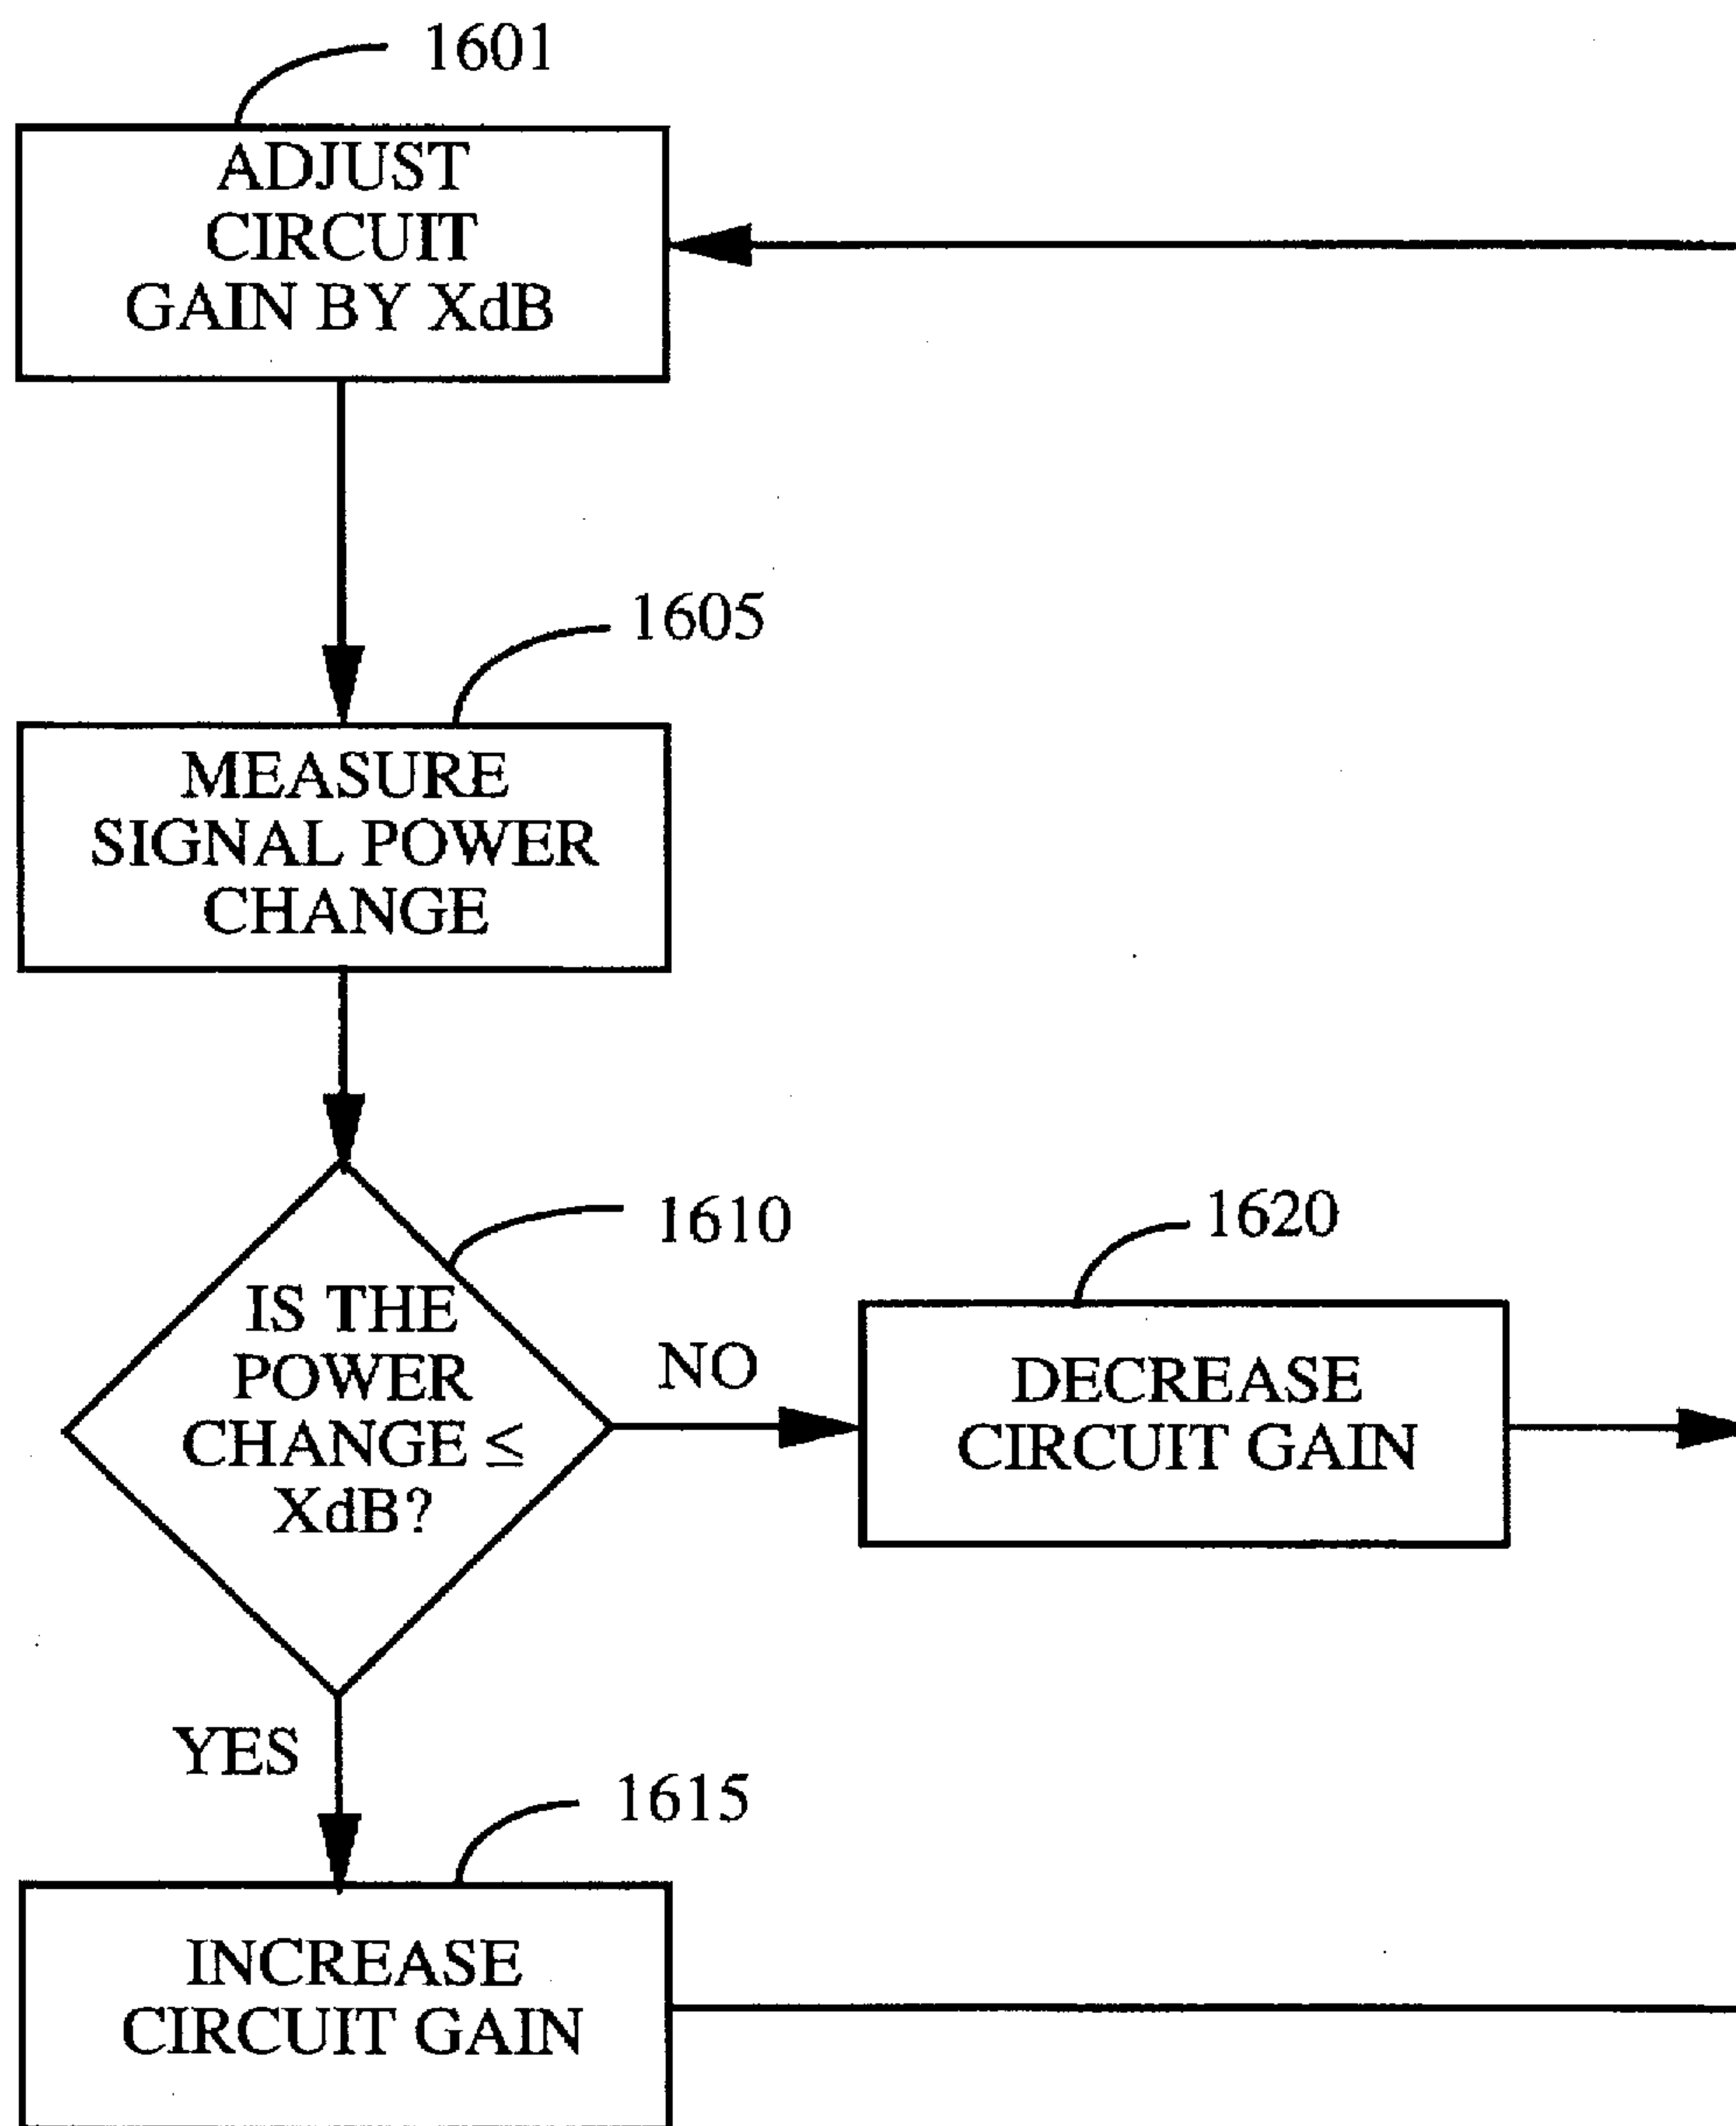 1601
ADJUST
CIRCUIT
GAIN BY XdB
1605
MEASURE
SIGNAL POWER
CHANGE
1610
IS THE
POWER
CHANGE ≤
XdB?
NO
1620
DECREASE
CIRCUIT GAIN
YES
1615
INCREASE
CIRCUIT GAIN